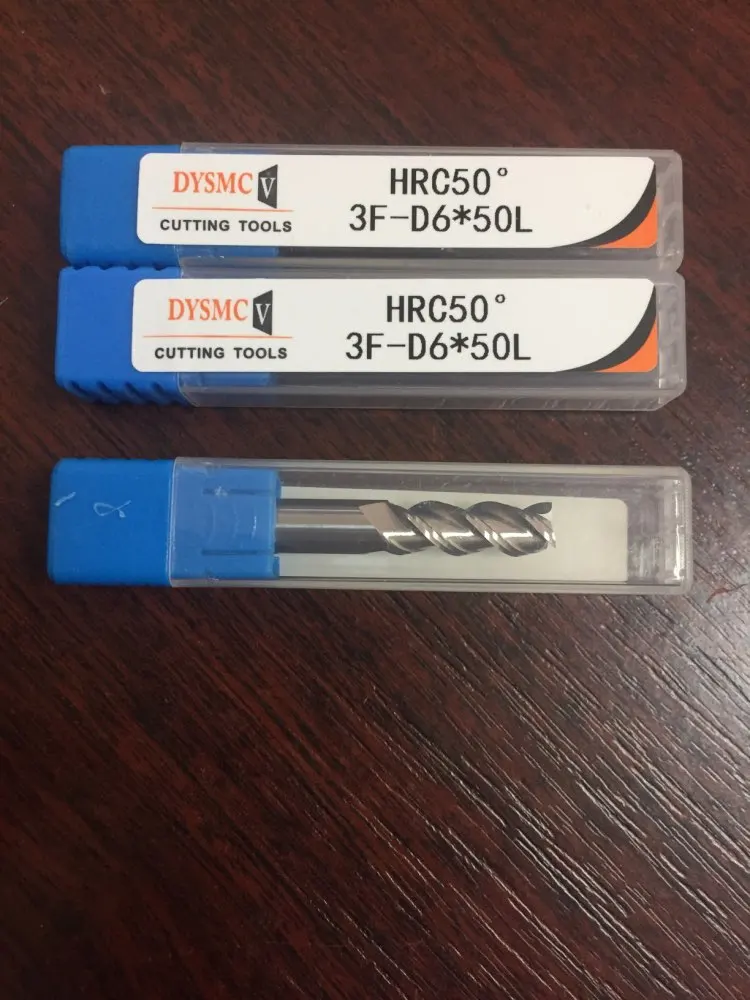 DYSMC V
CUTTING TOOLS
HRC50°
3F-D6*50L
DYSMC V
CUTTING TOOLS
HRC50°
3F-D6*50L